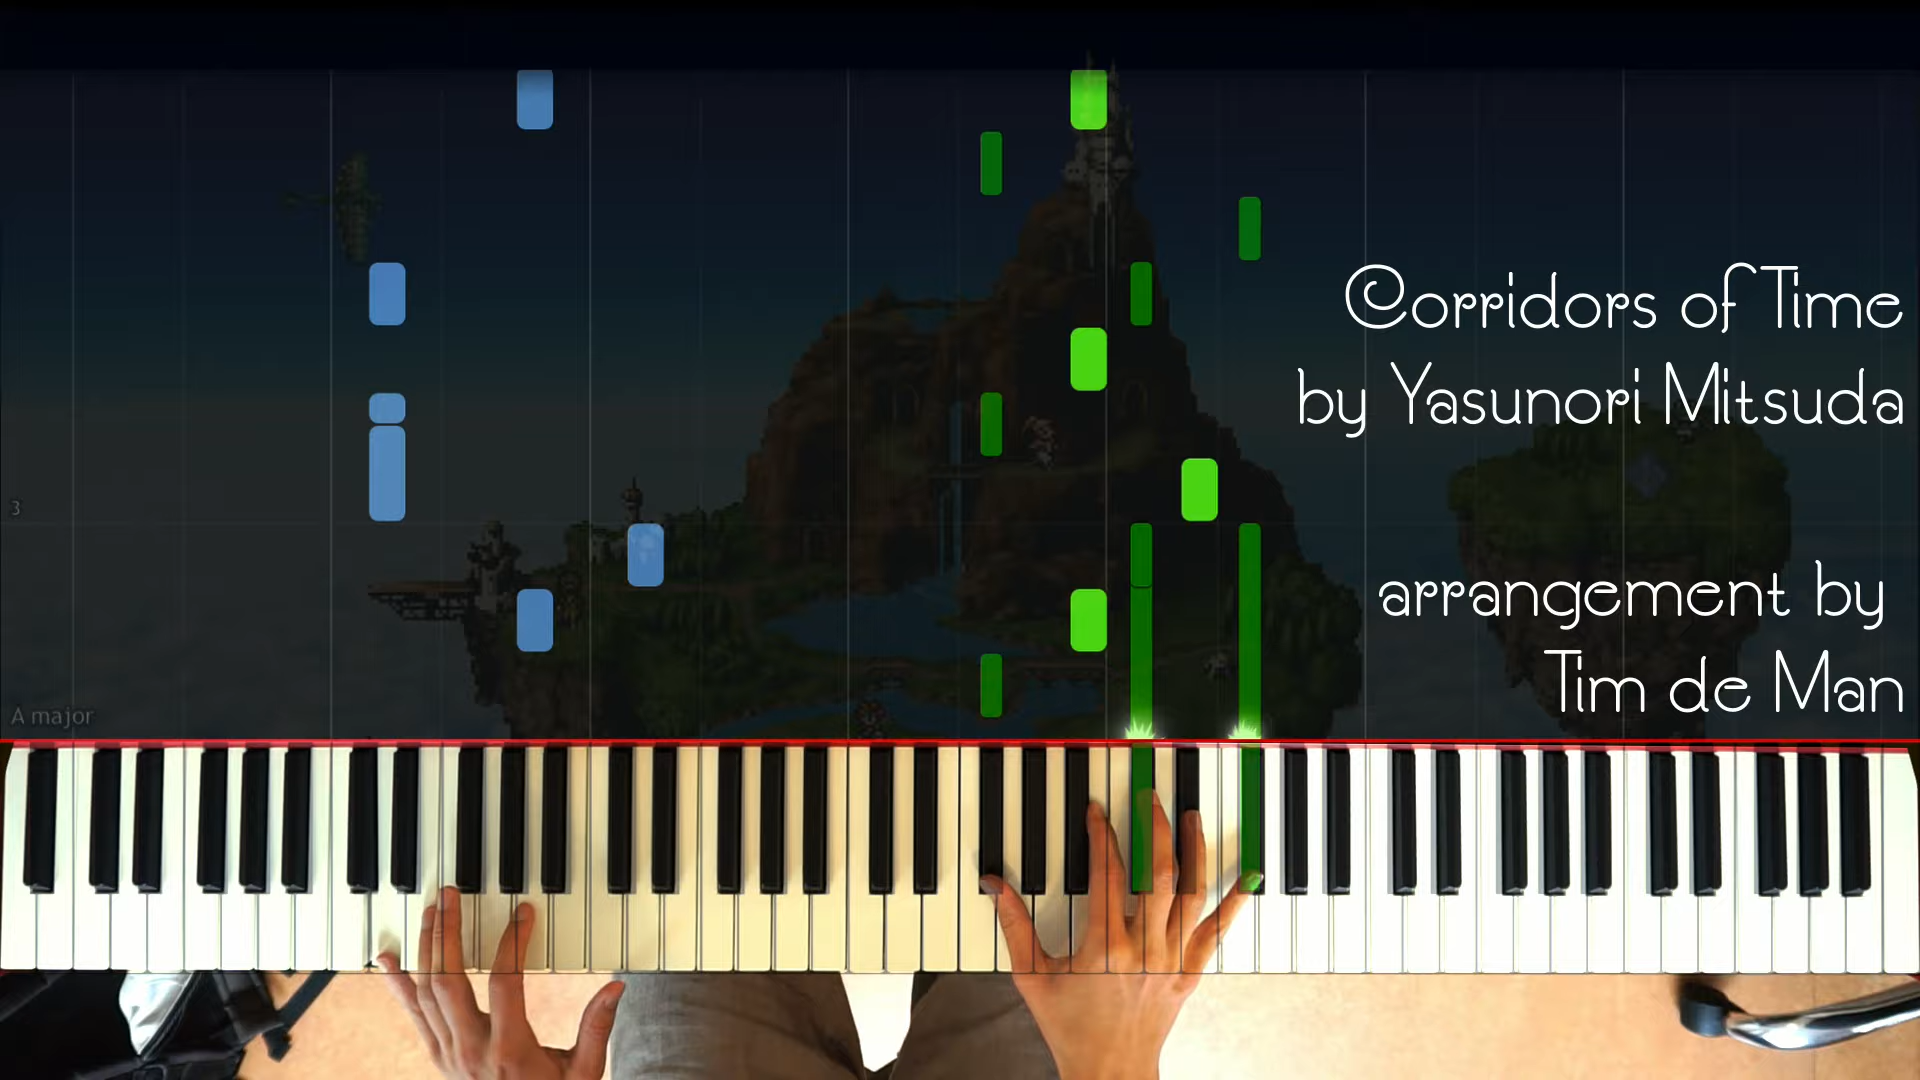 Corridors of Time
by Yasunori Mitsuda
3
arrangement by
Tim de Man
A major